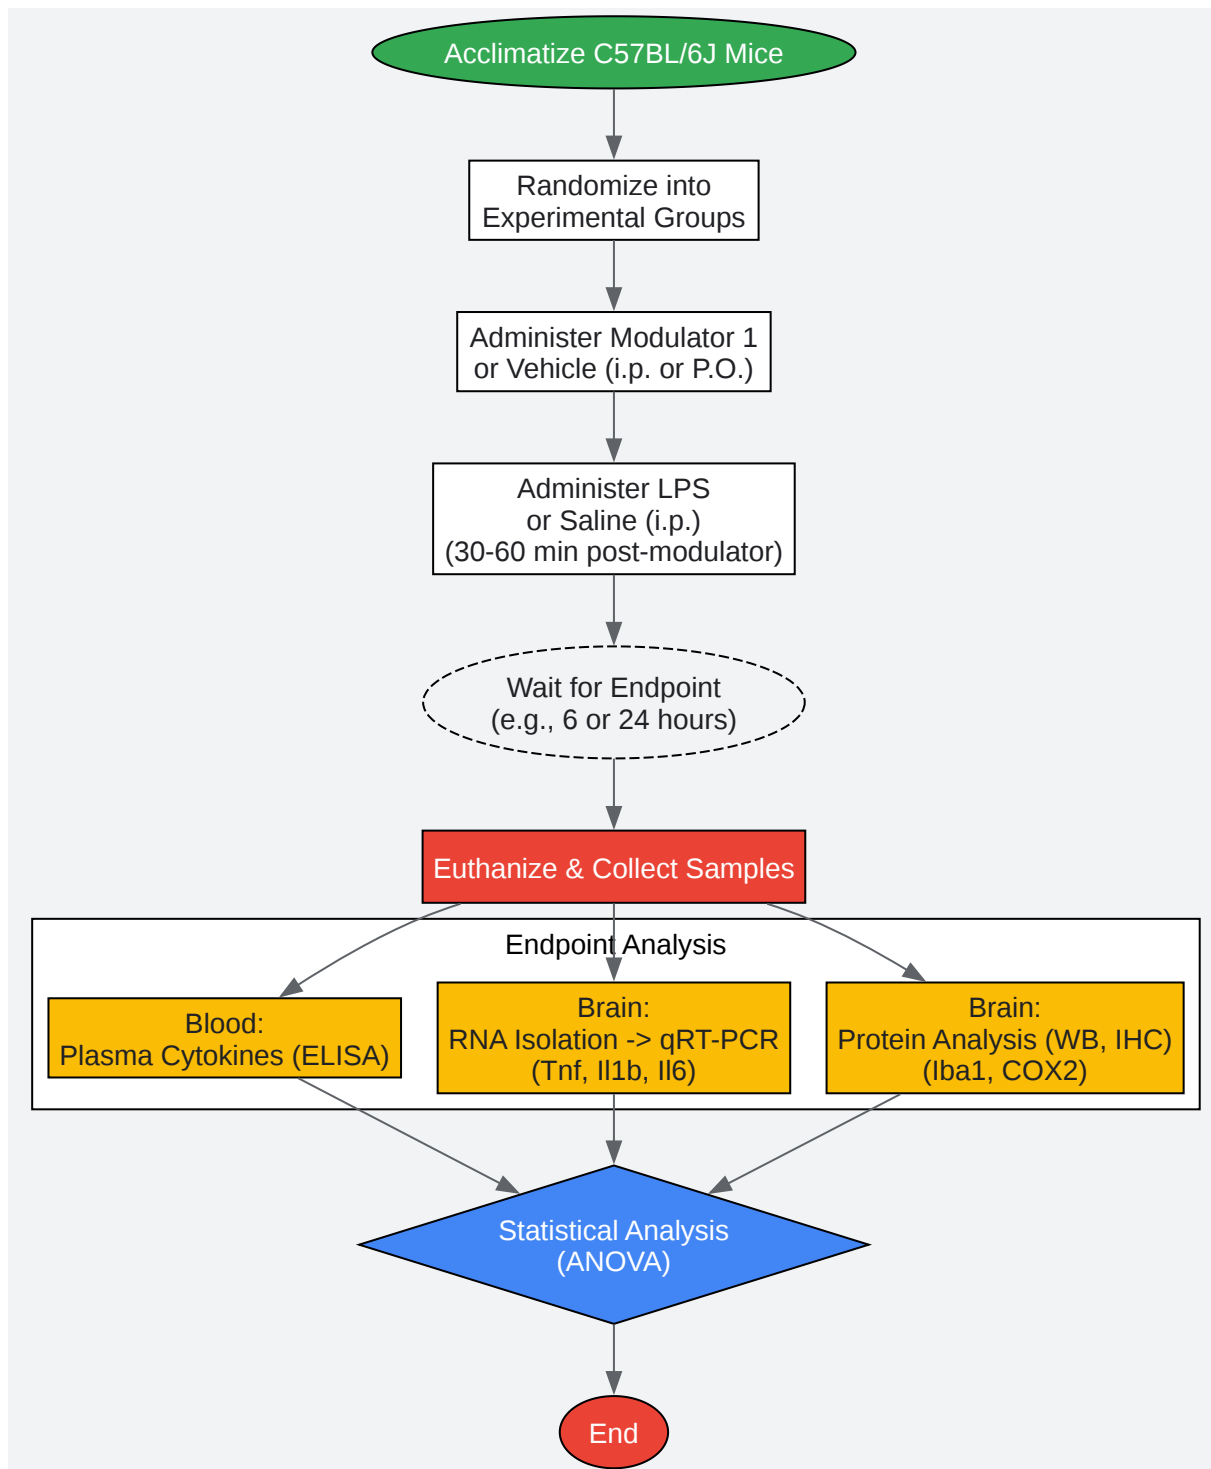 Acclimatize C57BL/6J Mice
Randomize into
Experimental Groups
Administer Modulator 1
or Vehicle (i.p. or P.O.)
Administer LPS
or Saline (i.p.)
(30-60 min post-modulator)
Wait for Endpoint
(e.g., 6 or 24 hours)
Euthanize & Collect Samples
Endpoint Analysis
Blood:
Plasma Cytokines (ELISA)
Brain:
RNA Isolation -> qRT-PCR
(Tnf, Il1b, Il6)
Brain:
Protein Analysis (WB, IHC)
(Iba1, COX2)
Statistical Analysis
(ANOVA)
End